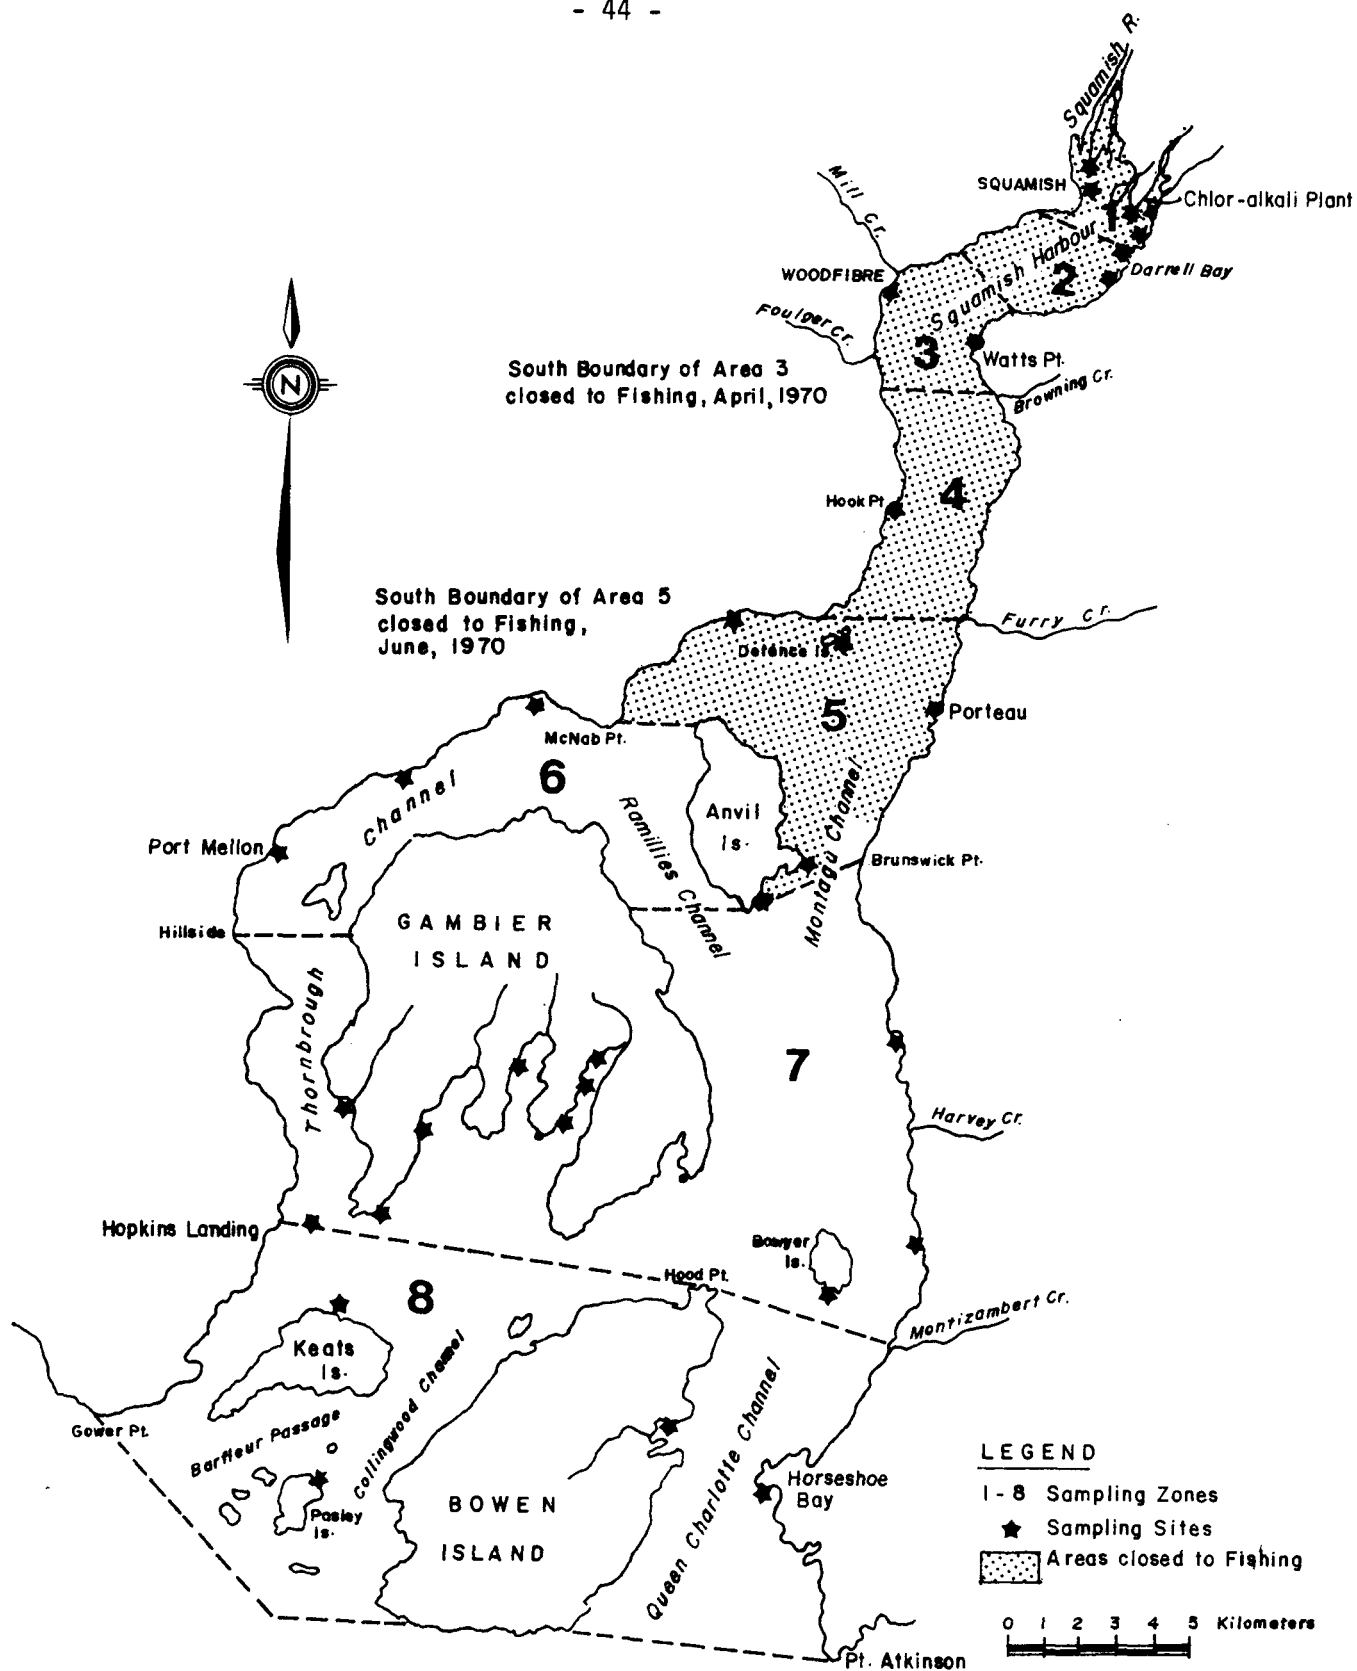 - 44 -
Squamish R.
Mill Cr.
SQUAMISH
Chlor-alkali Plant
1
Squamish Harbour
2
Darrell Bay
WOODFIBRE
Foulger Cr.
3
Watts Pt.
Browning Cr.
N
South Boundary of Area 3
closed to Fishing, April, 1970
4
Hook Pt
South Boundary of Area 5
closed to Fishing,
June, 1970
Furry Cr.
Defence Is.
5
Porteau
McNab Pt.
6
Channel
Ramillies Channel
Anvil
Is.
Montagu Channel
Port Mellon
Brunswick Pt.
Hillside
GAMBIER
ISLAND
Thornbrough
7
Harvey Cr.
Hopkins Landing
Bowyer
Is.
Hood Pt.
8
Montizambert Cr.
Keats
Is.
Collingwood Channel
Queen Charlotte Channel
Gower Pt.
Barfleur Passage
Pasley
Is.
BOWEN
ISLAND
Horseshoe
Bay
LEGEND
1-8 Sampling Zones
★ Sampling Sites
Areas closed to Fishing
0 1 2 3 4 5 Kilometers
Pt. Atkinson